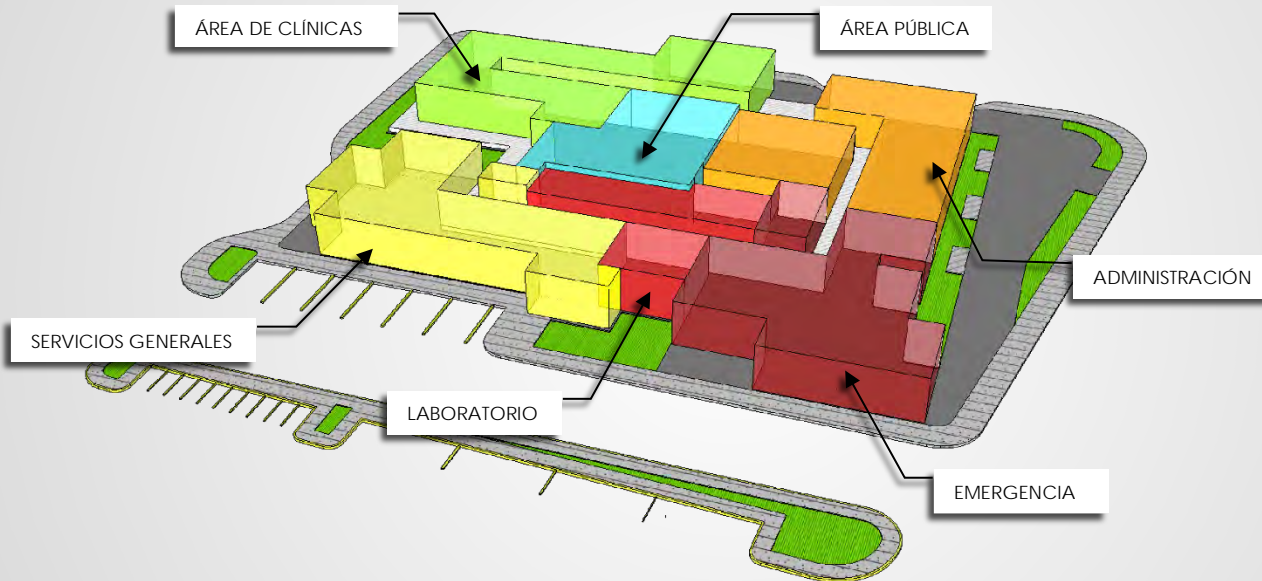 ÁREA DE CLÍNICAS
ÁREA PÚBLICA
ADMINISTRACIÓN
SERVICIOS GENERALES
LABORATORIO
EMERGENCIA